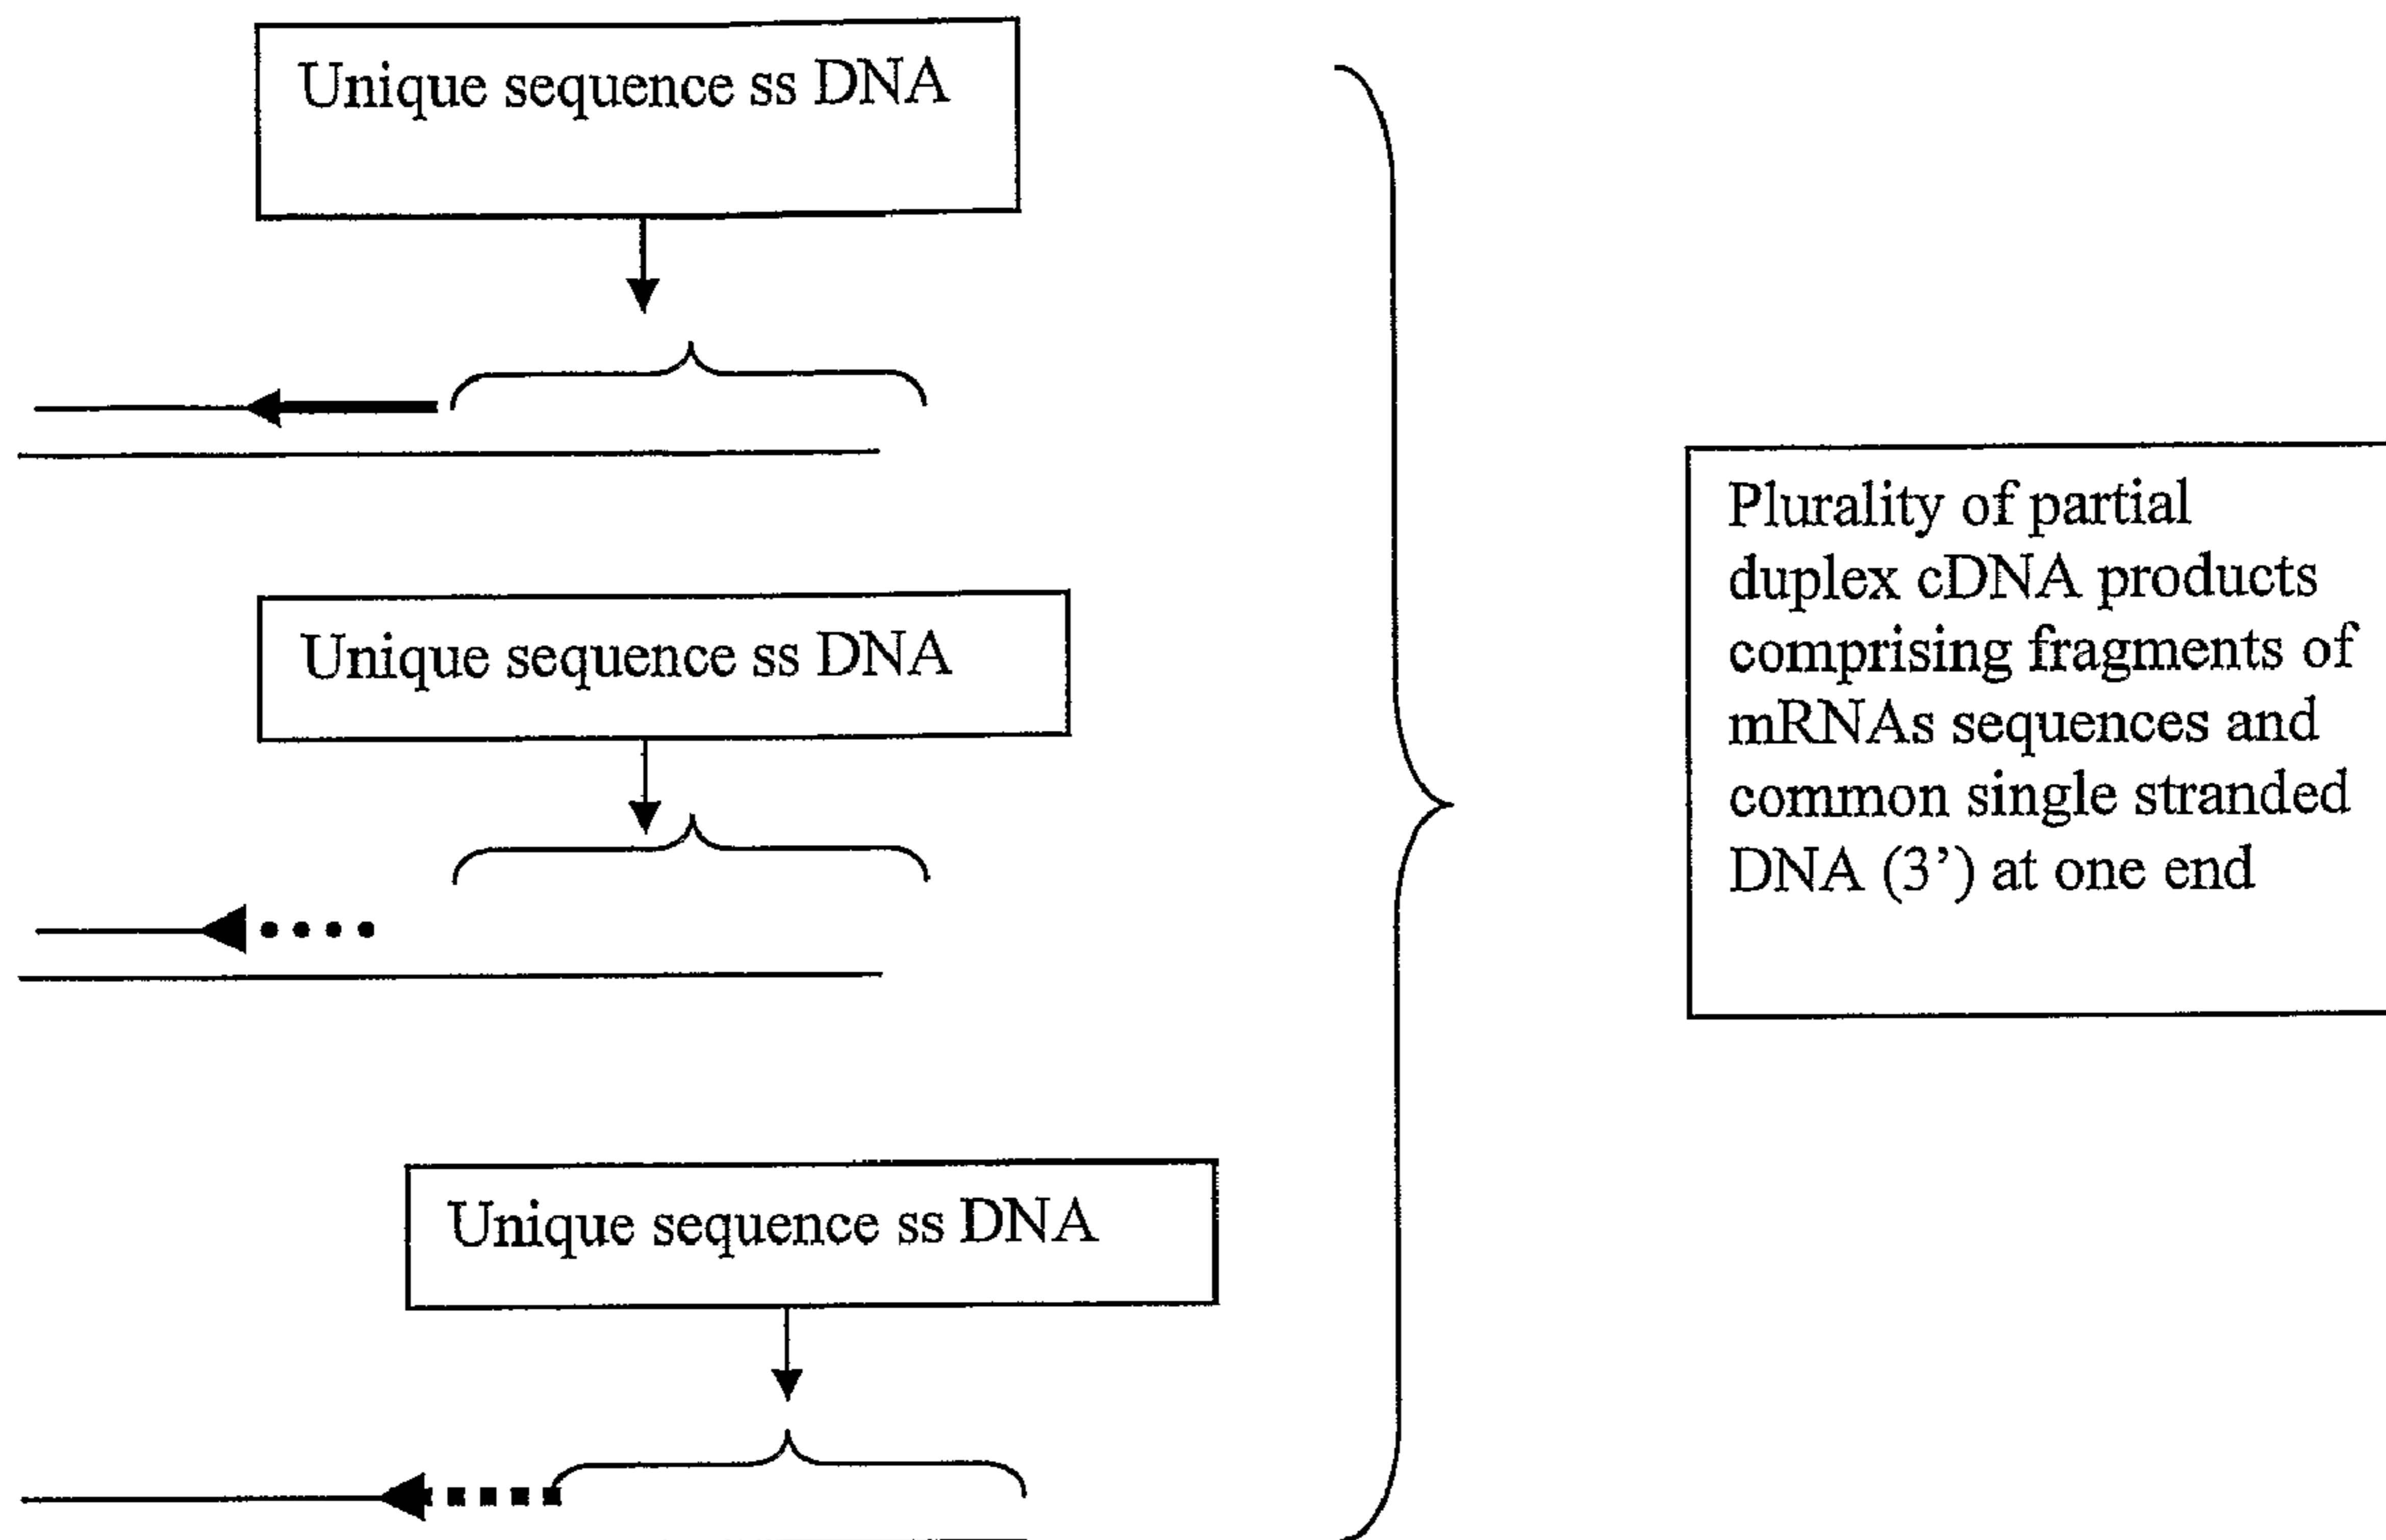 Unique sequence ss DNA
Unique sequence ss DNA
Plurality of partial
duplex cDNA products
comprising fragments of
mRNAs sequences and
common single stranded
DNA (3’) at one end
Unique sequence ss DNA